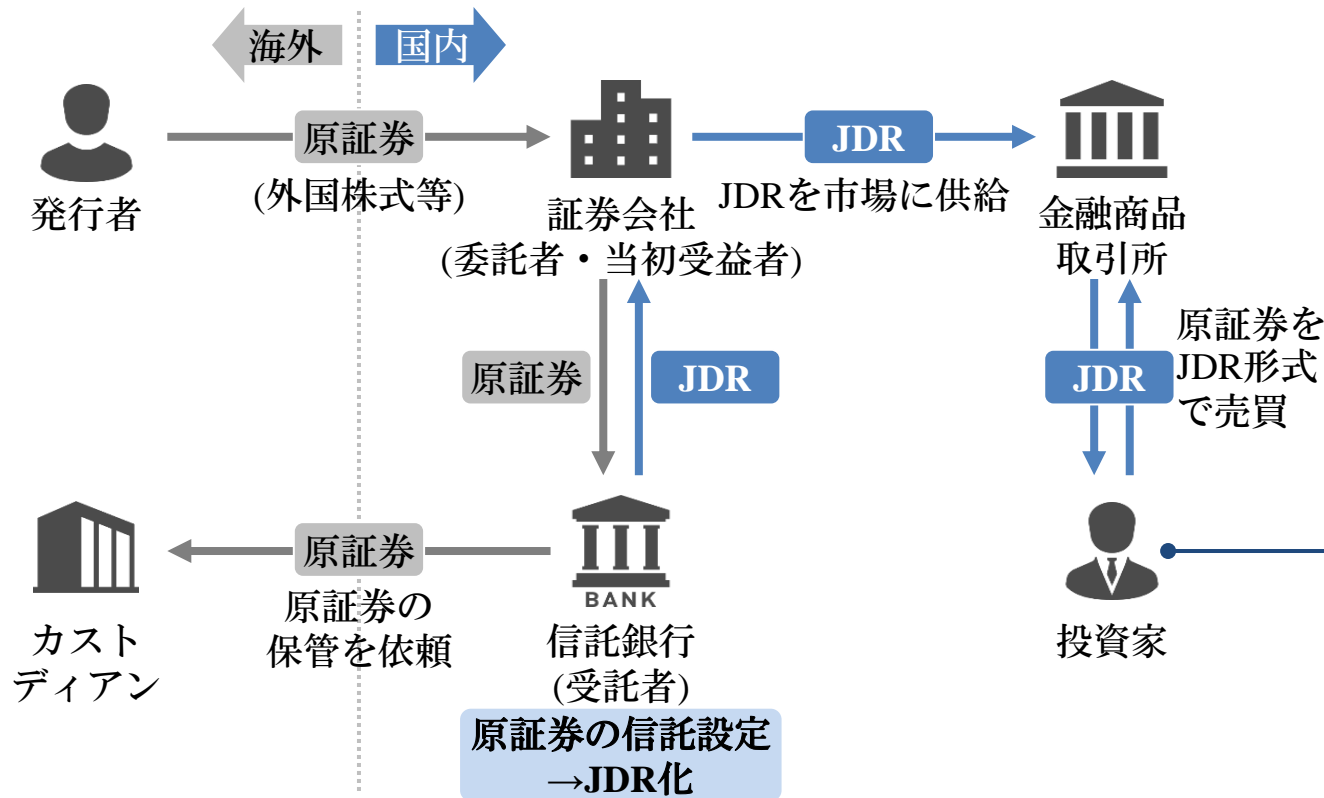 海外
国内
原証券
(外国株式等)
発行者
証券会社
(委託者・当初受益者)
JDR
JDRを市場に供給
金融商品
取引所
原証券
JDR
JDR
原証券を
JDR形式
で売買
原証券
原証券の
保管を依頼
カスト
ディアン
BANK
信託銀行
(受託者)
原証券の信託設定
→JDR化
投資家